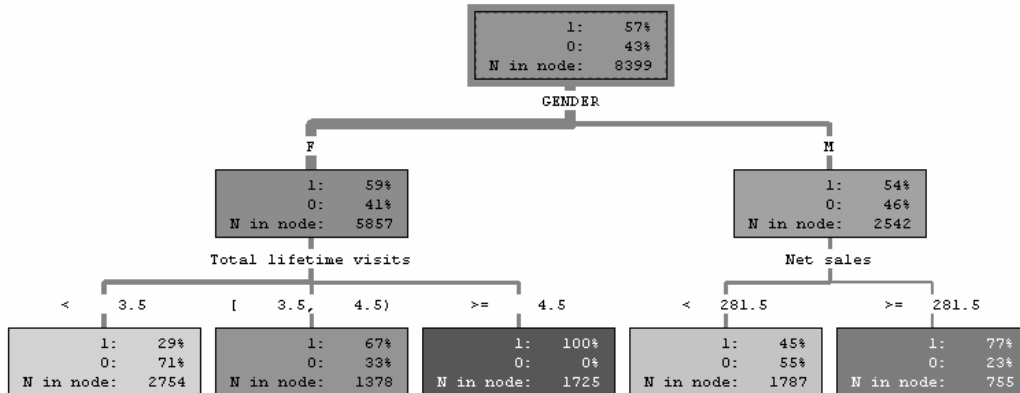 1: 57%
0: 43%
N in node: 8399
GENDER
F M
1: 59%
0: 41%
N in node: 5857
1: 54%
0: 46%
N in node: 2542
Total lifetime visits
Net sales
< 3.5
[ 3.5, 4.5)
>= 4.5
< 281.5
>= 281.5
1: 29%
0: 71%
N in node: 2754
1: 67%
0: 33%
N in node: 1378
1: 100%
0: 0%
N in node: 1725
1: 45%
0: 55%
N in node: 1787
1: 77%
0: 23%
N in node: 755